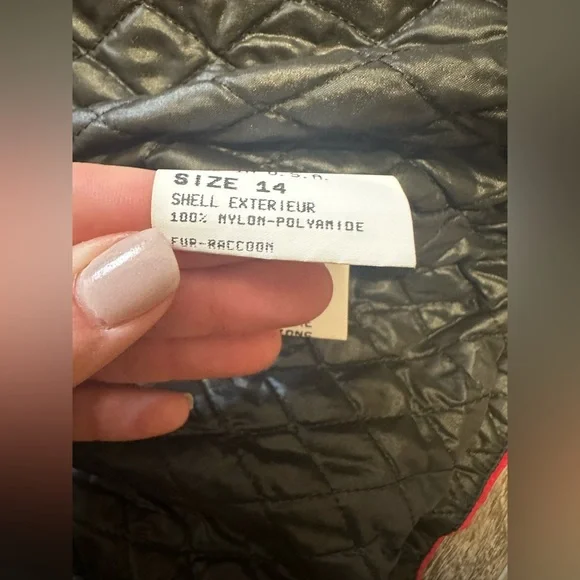 U.S.A.
SIZE 14
SHELL EXTERIEUR
100% NYLON-POLYAMIDE
FUR-RACCOON